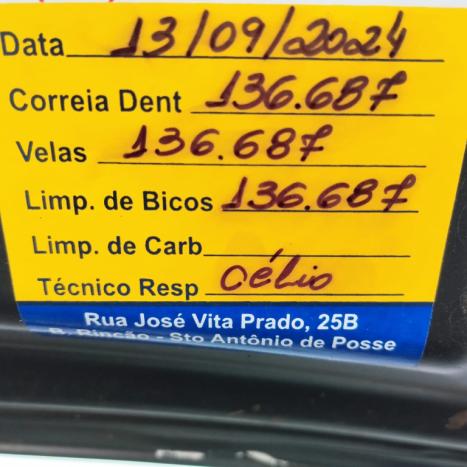 Data 13/09/2024
Correia Dent 136.687
Velas 136.687
Limp. de Bicos 136.687
Limp. de Carb
Técnico Resp Célio
Rua José Vita Prado, 25B
B. Rincão - Sto Antônio de Posse